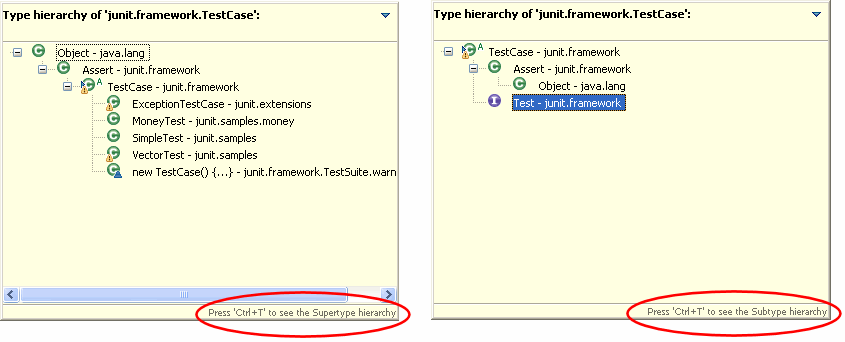 Type hierarchy of 'junit.framework.TestCase':
Object - java.lang
Assert - junit.framework
TestCase - junit.framework
ExceptionTestCase - junit.extensions
MoneyTest - junit.samples.money
SimpleTest - junit.samples
VectorTest - junit.samples
new TestCase() {...} - junit.framework.TestSuite.warn
Press 'Ctrl+T' to see the Supertype hierarchy
Type hierarchy of 'junit.framework.TestCase':
TestCase - junit.framework
Assert - junit.framework
Object - java.lang
Test - junit.framework
Press 'Ctrl+T' to see the Subtype hierarchy